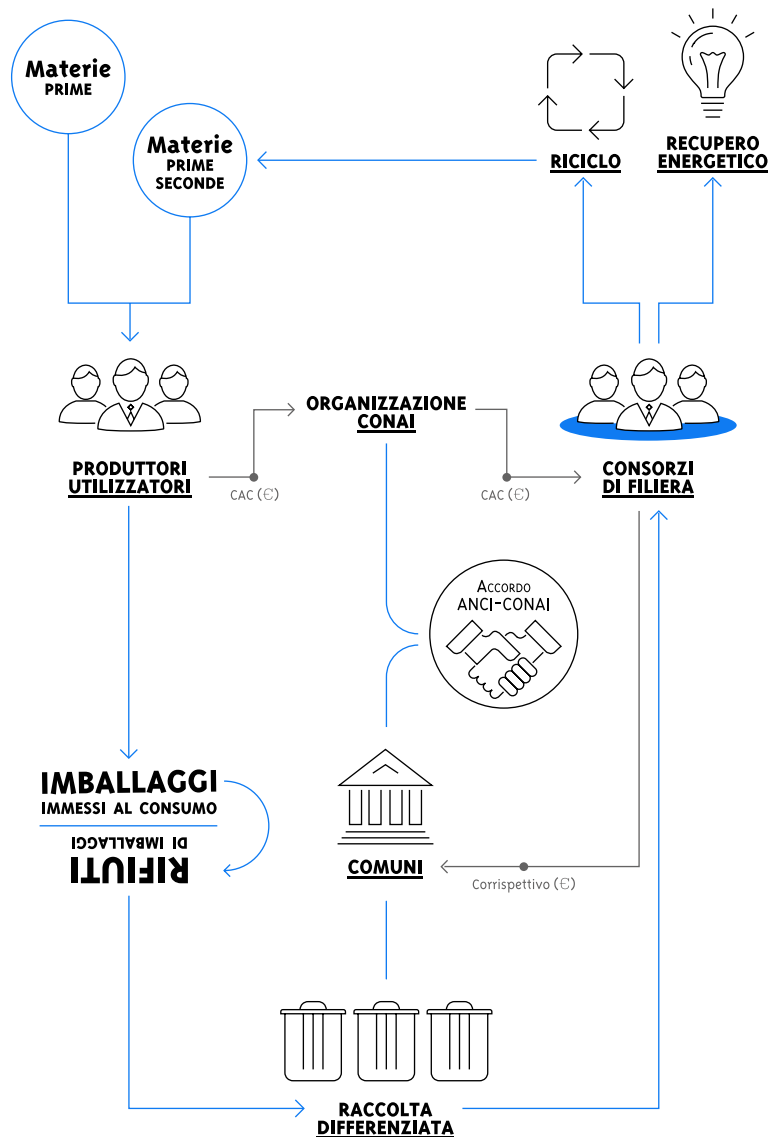 Materie
PRIME
Materie
PRIME
SECONDE
RICICLO
RECUPERO
ENERGETICO
PRODUTTORI
UTILIZZATORI
CAC (€)
ORGANIZZAZIONE
CONAI
CAC (€)
CONSORZI
DI FILIERA
ACCORDO
ANCI-CONAI
IMBALLAGGI
IMMESSI AL CONSUMO
RIFIUTI
DI IMBALLAGGI
COMUNI
Corrispettivo (€)
RACCOLTA
DIFFERENZIATA